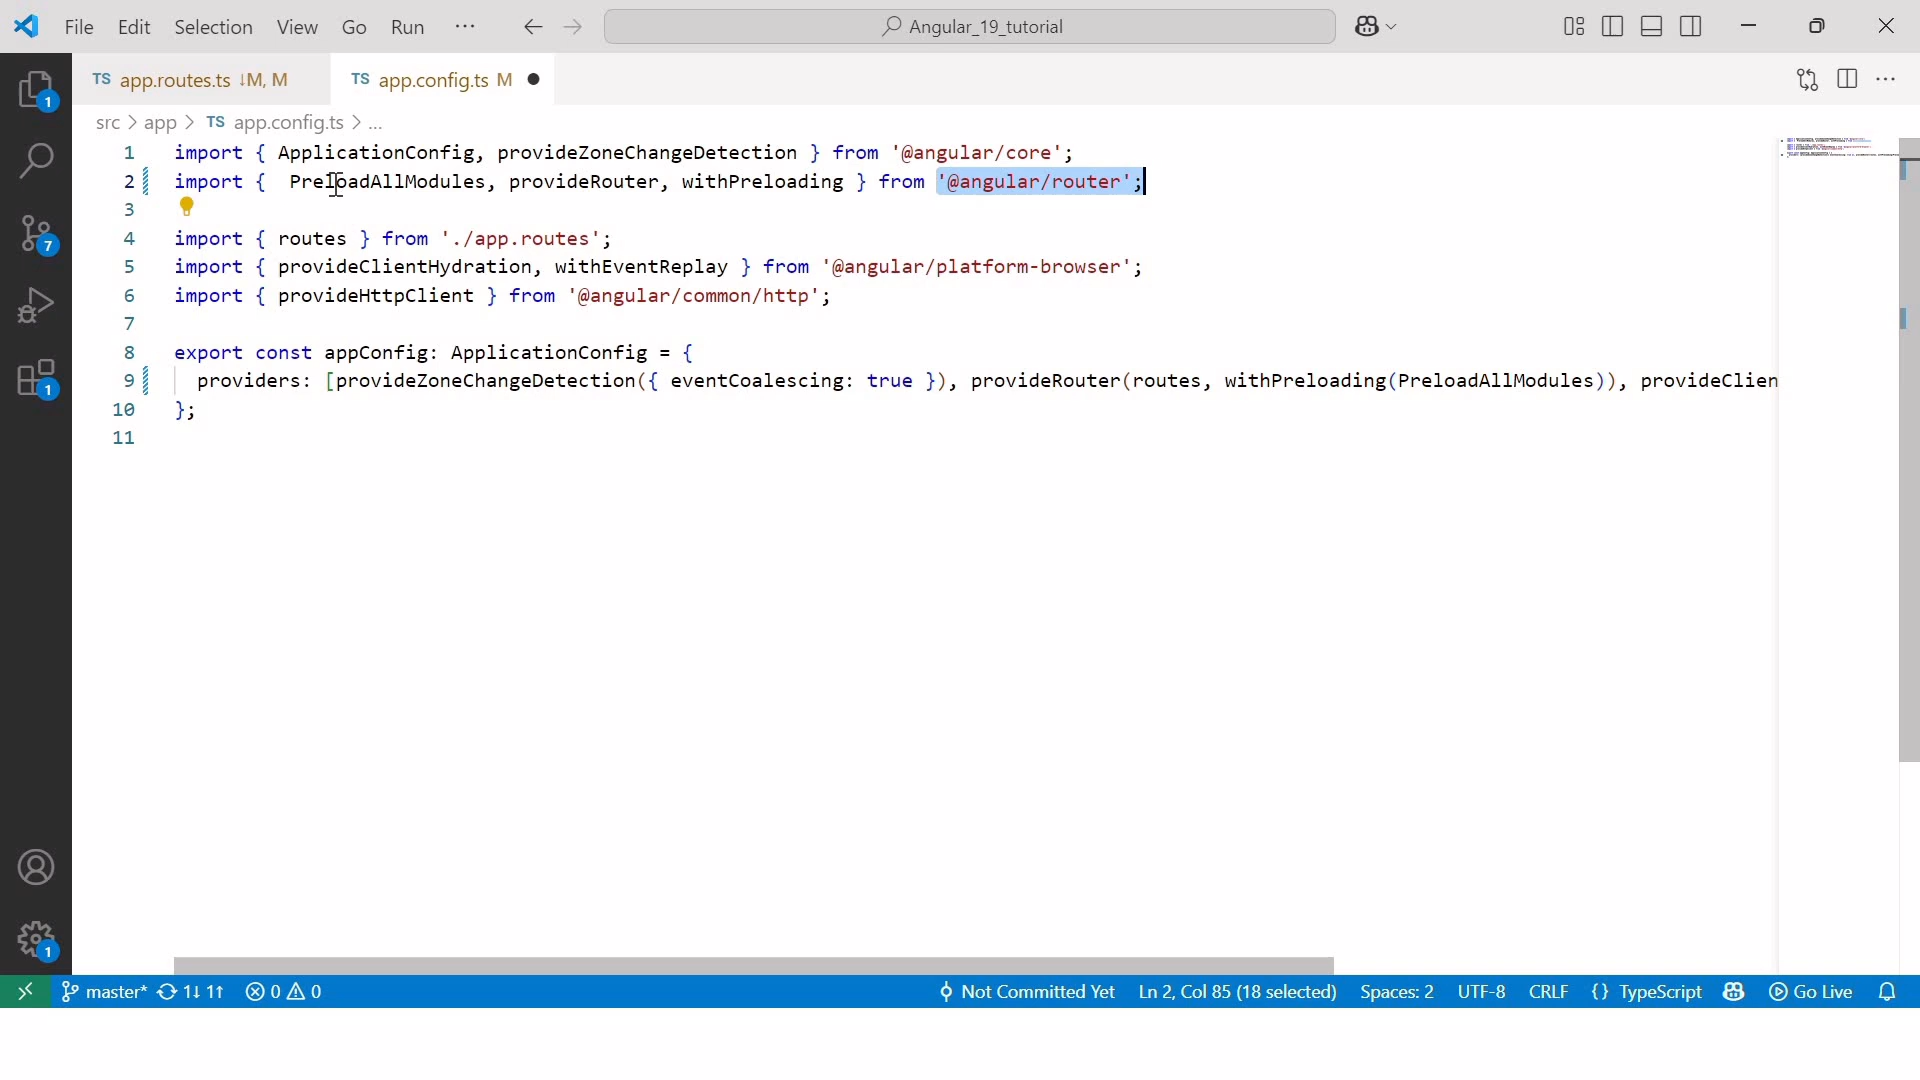 File Edit Selection View Go Run ··· Angular_19_tutorial
TS app.routes.ts ↓M, M TS app.config.ts M
src > app > TS app.config.ts > ...
1 import { ApplicationConfig, provideZoneChangeDetection } from '@angular/core';
2 import {  PreloadAllModules, provideRouter, withPreloading } from '@angular/router';
3
4 import { routes } from './app.routes';
5 import { provideClientHydration, withEventReplay } from '@angular/platform-browser';
6 import { provideHttpClient } from '@angular/common/http';
7
8 export const appConfig: ApplicationConfig = {
9   providers: [provideZoneChangeDetection({ eventCoalescing: true }), provideRouter(routes, withPreloading(PreloadAllModules)), provideClien
10 };
11
1
7
1
1
master* 1↓ 1↑ 0 0 Not Committed Yet Ln 2, Col 85 (18 selected) Spaces: 2 UTF-8 CRLF {} TypeScript Go Live